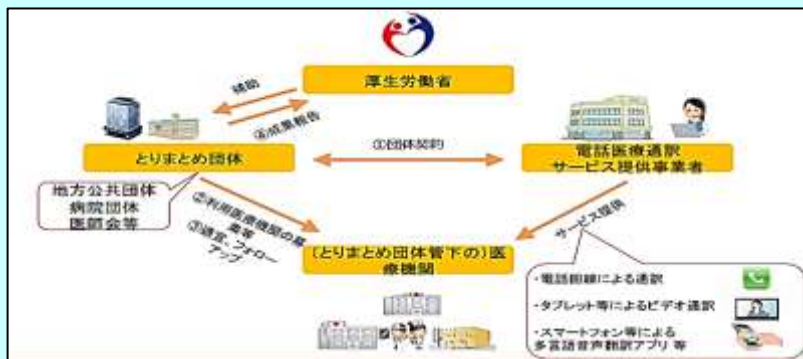 厚生労働省
補助
④成果報告
とりまとめ団体
①団体契約
電話医療通訳
サービス提供事業者
地方公共団体
病院団体
医師会等
②利用医療機関の募
集等
③運営、フォロー
アップ
サービス提供
(とりまとめ団体管下の)医
療機関
・電話回線による通訳
・タブレット等によるビデオ通訳
・スマートフォン等による
多言語音声翻訳アプリ 等